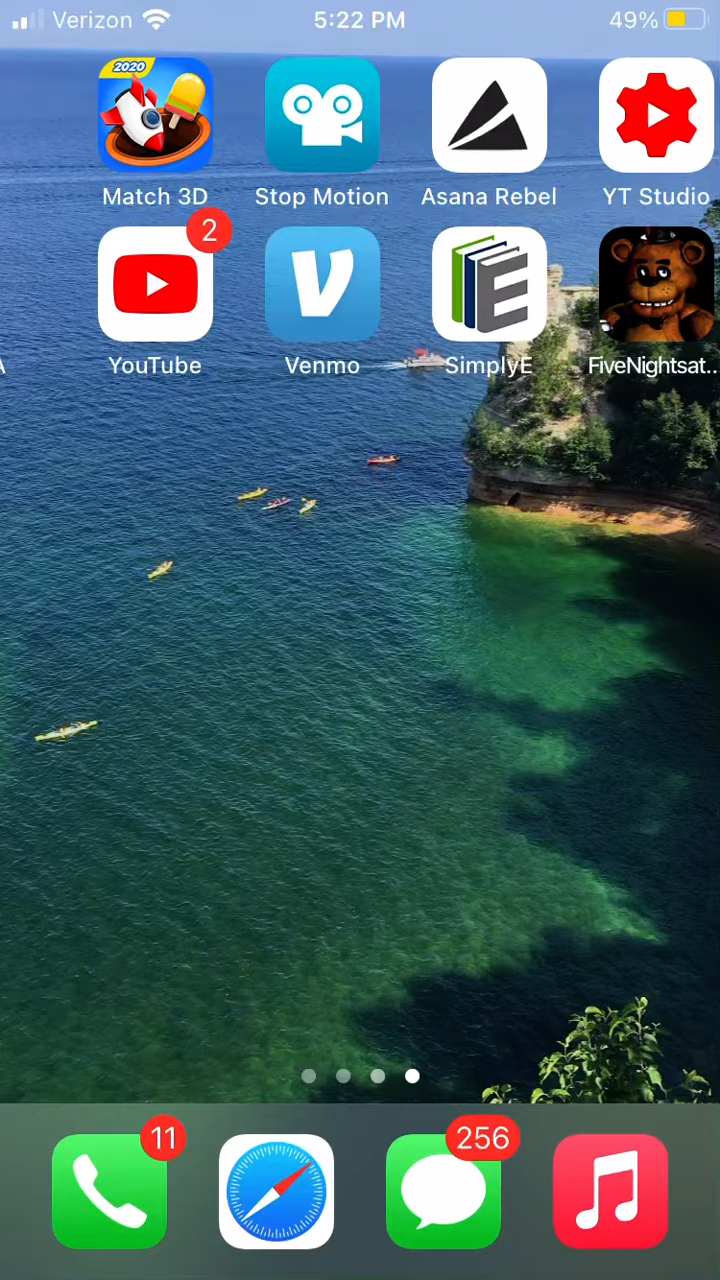 Verizon 5:22 PM 49%
2020
Match 3D Stop Motion Asana Rebel YT Studio
2
E
A YouTube Venmo SimplyE FiveNightsat...
11 256